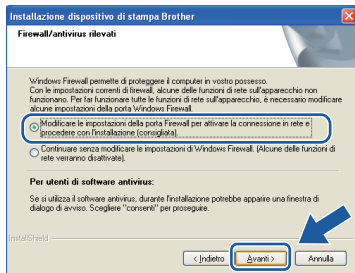 Installazione dispositivo di stampa Brother
Firewall/antivirus rilevati
Windows Firewall permette di proteggere il computer in vostro possesso.
Con le impostazioni correnti di firewall, alcune delle funzioni di rete sull'apparecchio non
funzionano. Per far funzionare tutte le funzioni di rete sull'apparecchio, è necessario modificare
alcune impostazioni della porta Windows Firewall.
Modificare le impostazioni della porta Firewall per attivare la connessione in rete e
procedere con l'installazione (consigliata).
Continuare senza modificare le impostazioni di Windows Firewall. (Alcune delle funzioni di
rete verranno disattivate).
Per utenti di software antivirus:
Se si utilizza il software antivirus, durante l'installazione potrebbe apparire una finestra di
dialogo di avviso. Scegliere "consenti" per proseguire.
InstallShield
< Indietro
Avanti >
Annulla